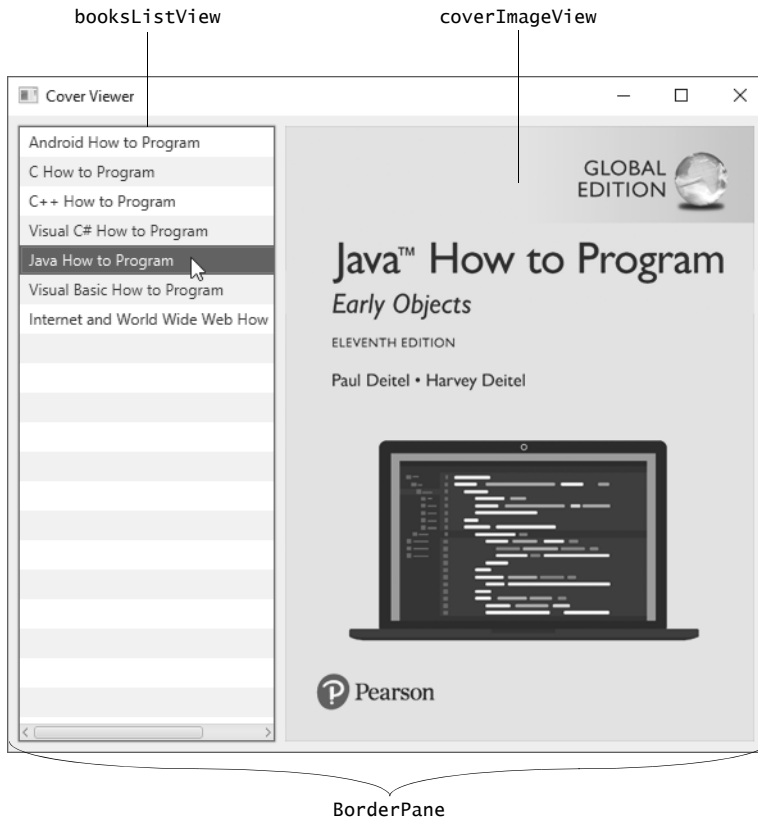 booksListView
coverImageView
Cover Viewer
Android How to Program
C How to Program
C++ How to Program
Visual C# How to Program
Java How to Program
Visual Basic How to Program
Internet and World Wide Web How
GLOBAL
EDITION
Java™ How to Program
Early Objects
ELEVENTH EDITION
Paul Deitel • Harvey Deitel
Pearson
BorderPane